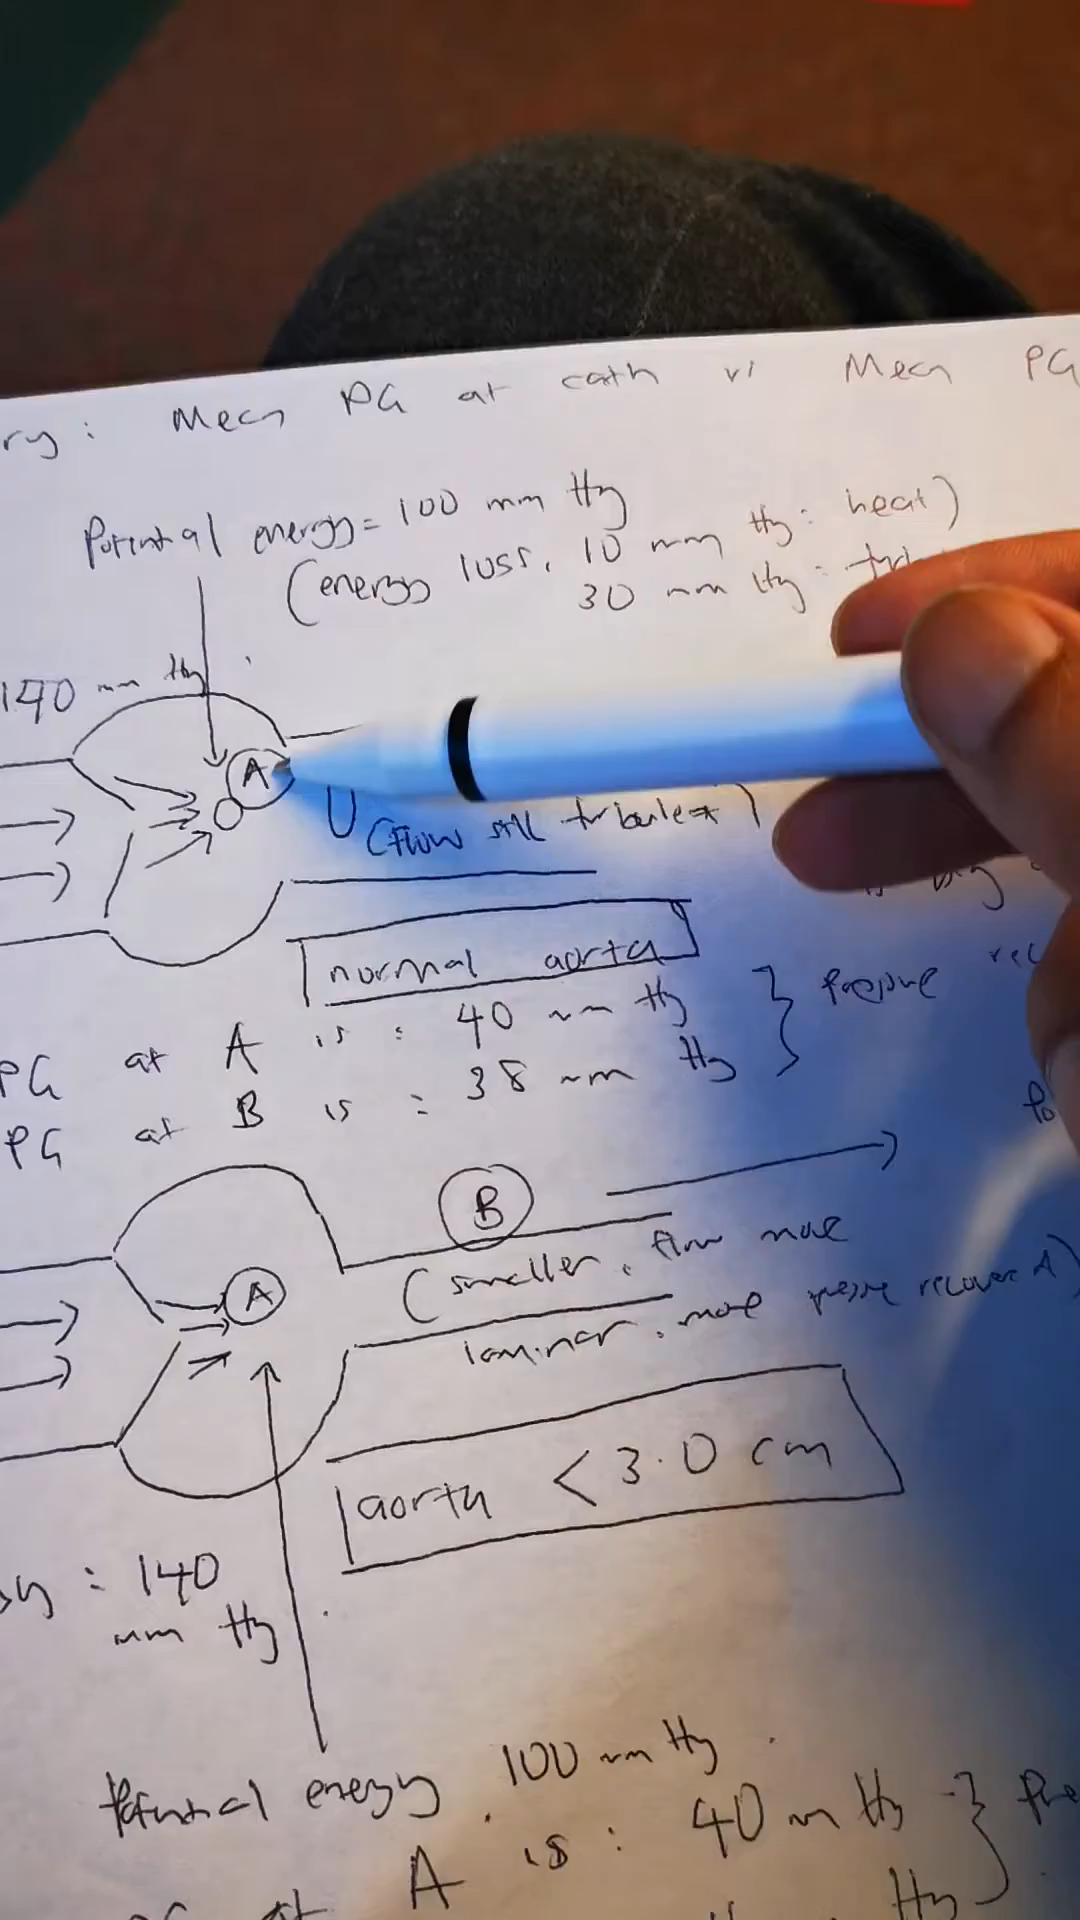 ry: Mean PG at cath v/ Mean PG
Potential energy = 100 mm Hg
(energy loss, 10 mm Hg: heat)
30 mm Hg:
140 mm Hg
A
(Flow still turbulent)
normal aorta
PG at A is: 40 mm Hg } pressure
PG at B is: 38 mm Hg
B
(smaller, flow more
A
laminar, more pressure recover A)
aorta < 3.0 cm
: 140
mm Hg
Potential energy. 100 mm Hg
A is: 40 mm Hg }
Hg